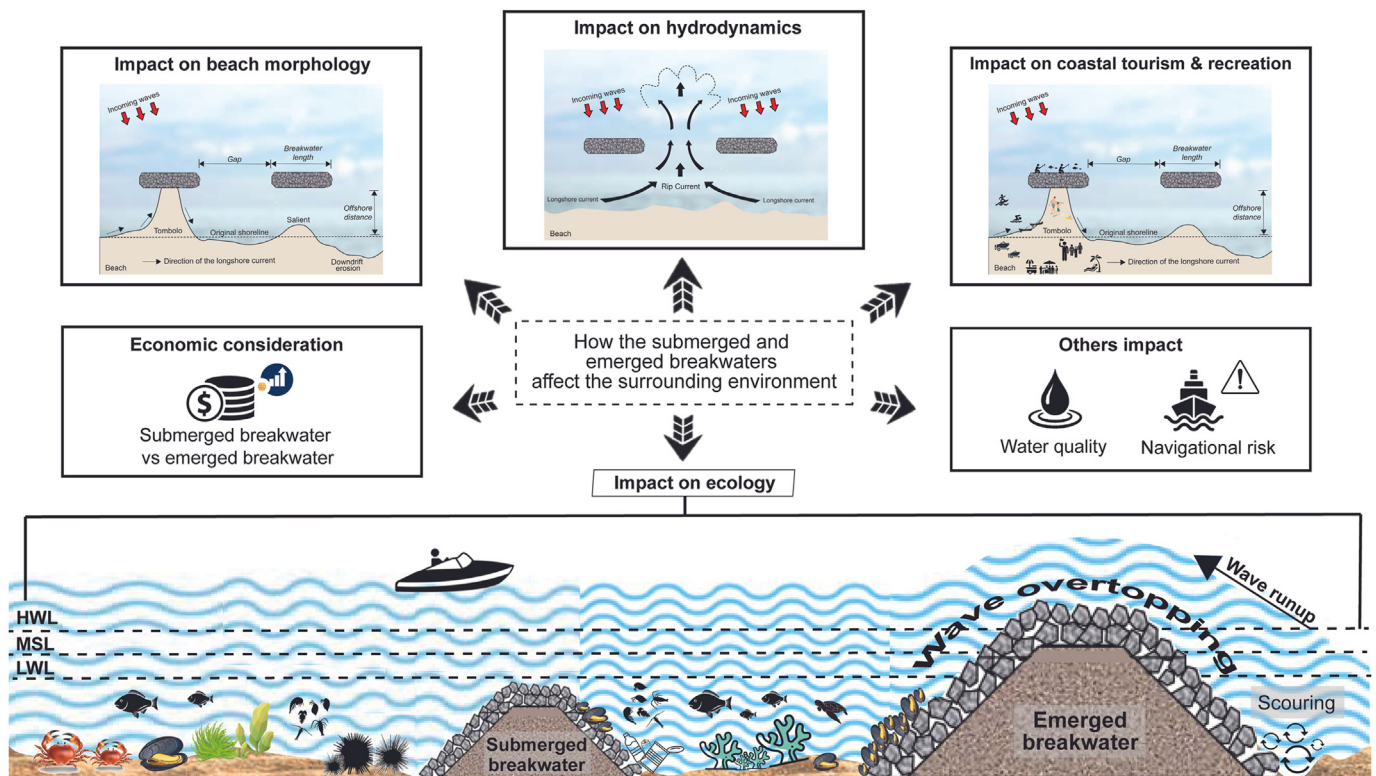 Impact on hydrodynamics
Incoming waves
Incoming waves
Rip Current
Longshore current
Longshore current
Beach
Impact on beach morphology
Incoming waves
Breakwater
length
Gap
Offshore
distance
Salient
Tombolo
Original shoreline
Beach
Direction of the longshore current
Downdrift
erosion
Impact on coastal tourism & recreation
Incoming waves
Breakwater
length
Gap
Offshore
distance
Tombolo
Original shoreline
Beach
Direction of the longshore current
Economic consideration
$
Submerged breakwater
vs emerged breakwater
How the submerged and
emerged breakwaters
affect the surrounding environment
Others impact
!
Water quality
Navigational risk
Impact on ecology
HWL
MSL
LWL
Wave overtopping
Wave runup
Scouring
Submerged
breakwater
Emerged
breakwater